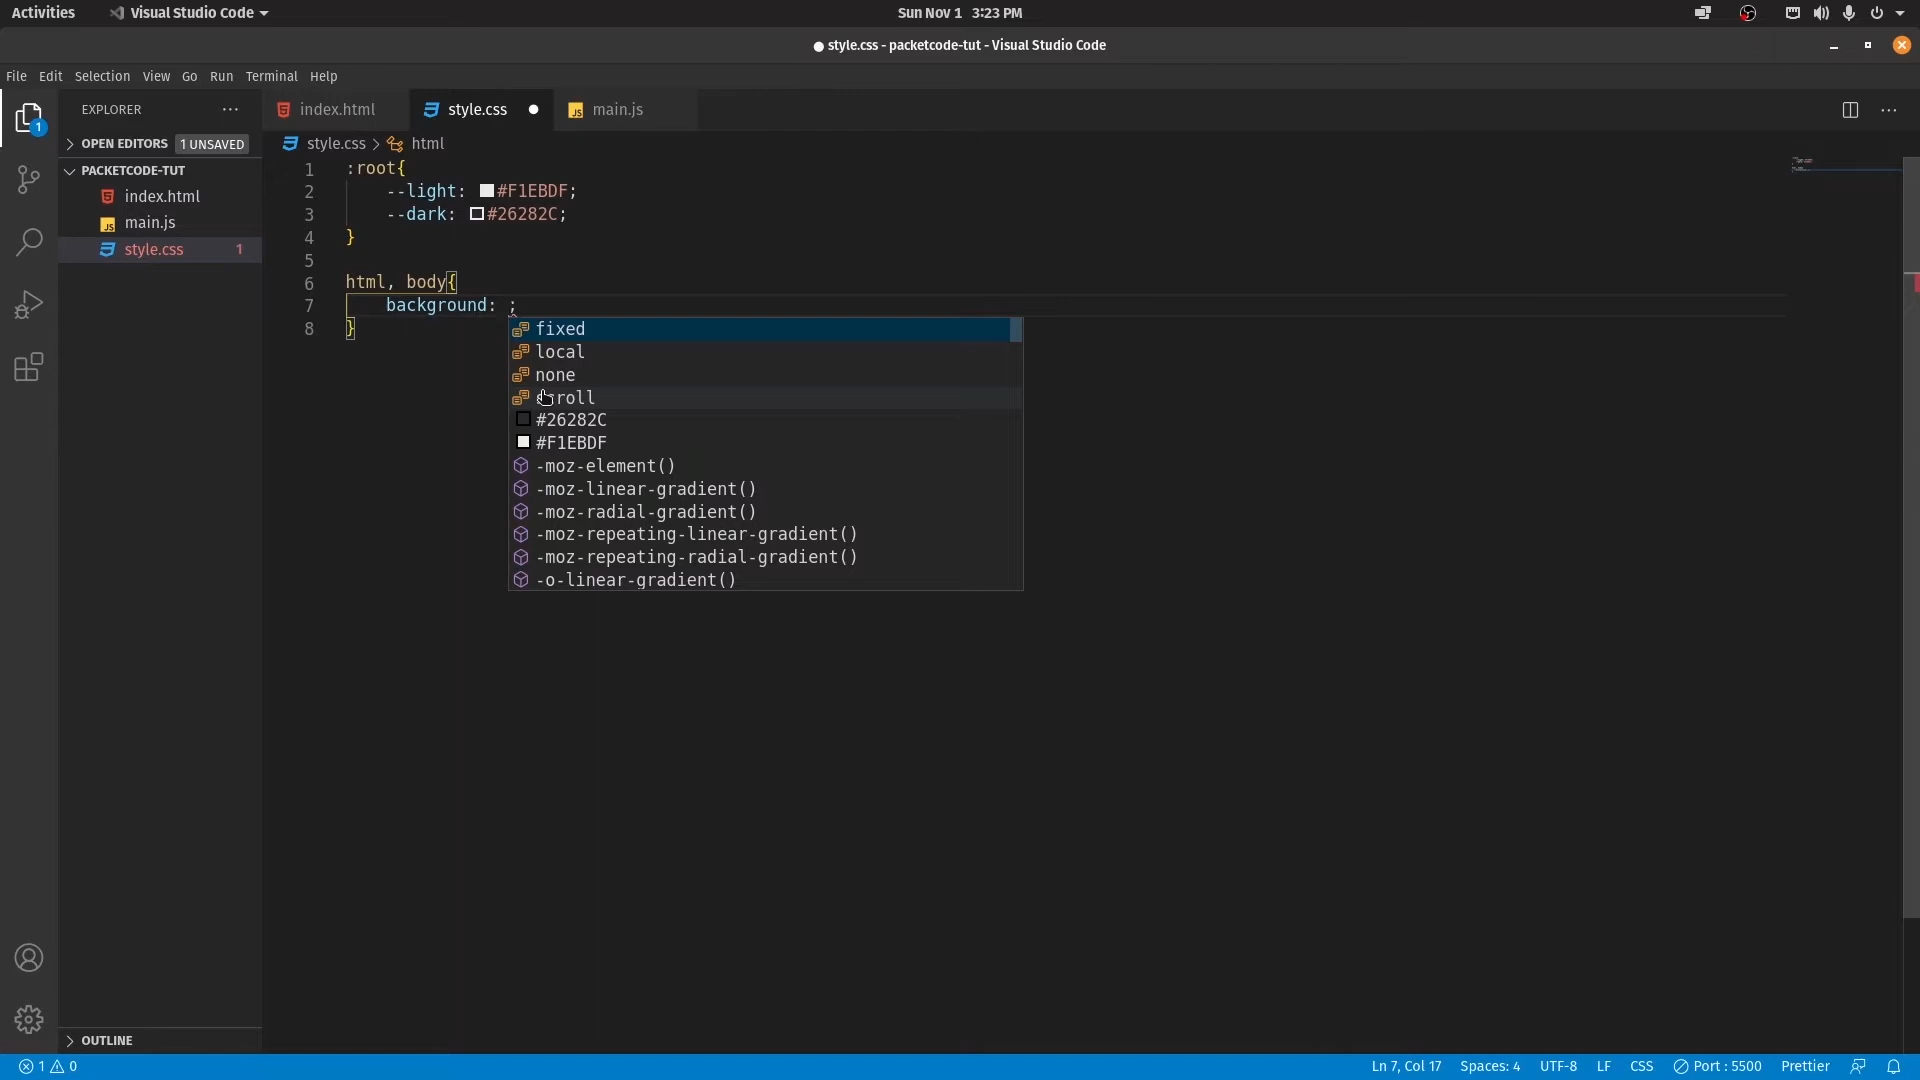 Activities Visual Studio Code Sun Nov 1 3:23 PM
● style.css - packetcode-tut - Visual Studio Code
File Edit Selection View Go Run Terminal Help
EXPLORER ··· index.html style.css ● main.js ···
1
OPEN EDITORS 1 UNSAVED
style.css > html
PACKETCODE-TUT
index.html
JS main.js
style.css 1
OUTLINE
1 :root{
2 --light: #F1EBDF;
3 --dark: #26282C;
4 }
5
6 html, body{
7 background: ;
8 }
fixed
local
none
scroll
#26282C
#F1EBDF
-moz-element()
-moz-linear-gradient()
-moz-radial-gradient()
-moz-repeating-linear-gradient()
-moz-repeating-radial-gradient()
-o-linear-gradient()
1 0 Ln 7, Col 17 Spaces: 4 UTF-8 LF CSS Port : 5500 Prettier